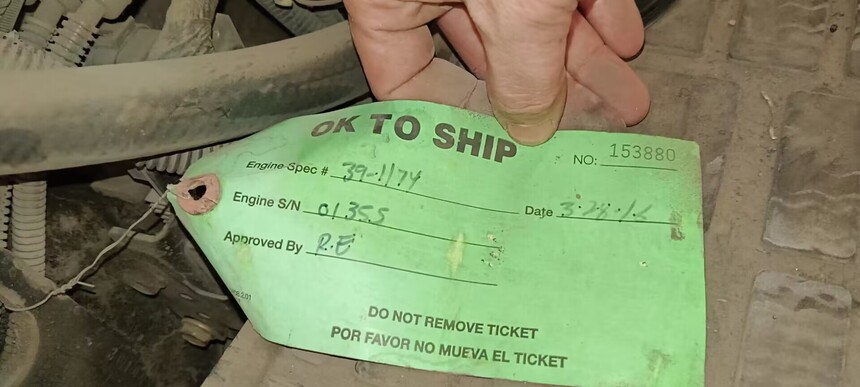 OK TO SHIP
NO: 153880
Engine Spec # 39-1174
Engine S/N 01355 Date 3-28-16
Approved By R.E
DO NOT REMOVE TICKET
POR FAVOR NO MUEVA EL TICKET